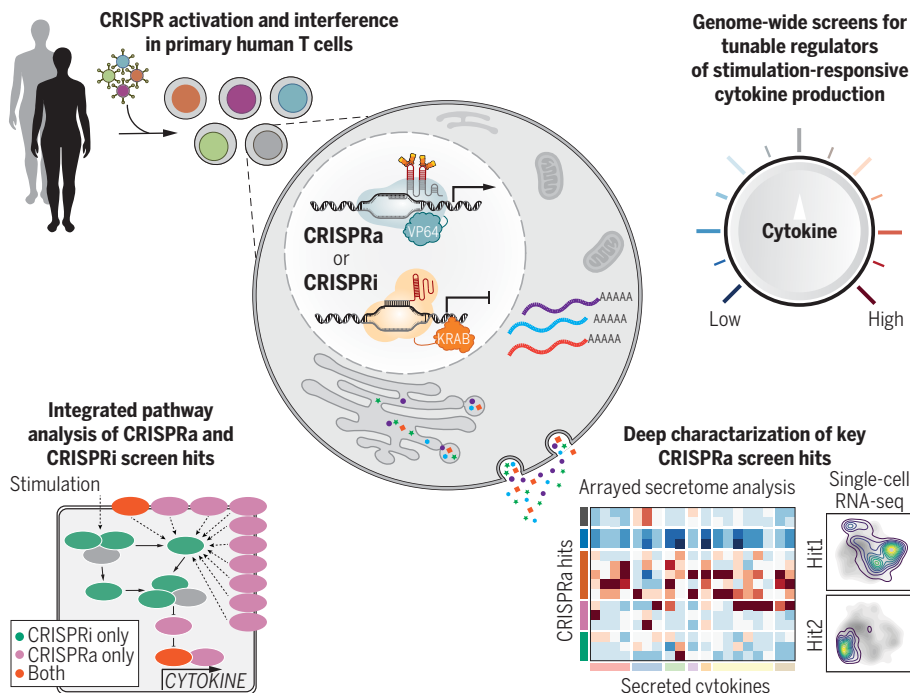 CRISPR activation and interference
in primary human T cells
Genome-wide screens for
tunable regulators
of stimulation-responsive
cytokine production
VP64
CRISPRa
or
CRISPRi
KRAB
AAAAA
AAAAA
AAAAA
Cytokine
Low
High
Integrated pathway
analysis of CRISPRa and
CRISPRi screen hits
Stimulation
CRISPRi only
CRISPRa only
Both
CYTOKINE
Deep charactarization of key
CRISPRa screen hits
Arrayed secretome analysis
CRISPRa hits
Secreted cytokines
Single-cell
RNA-seq
Hit1
Hit2